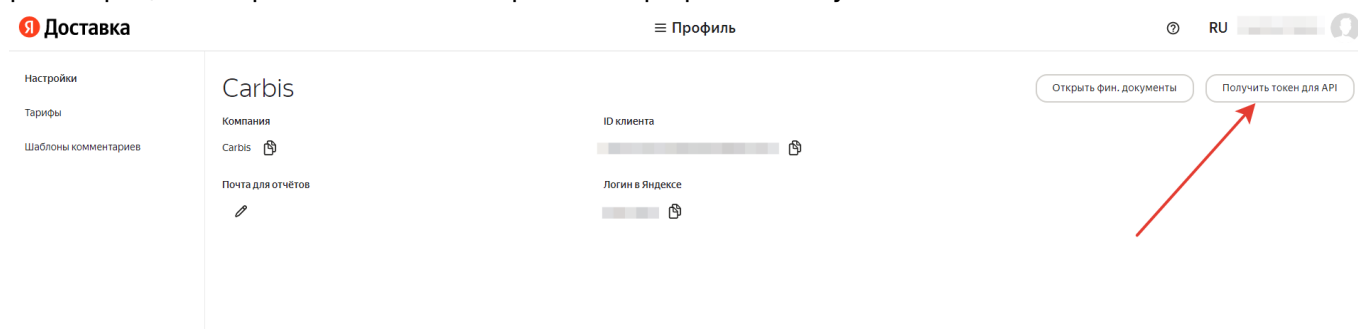 Я Доставка
Профиль
RU
Настройки
Тарифы
Шаблоны комментариев
Carbis
Открыть фин. документы
Получить токен для API
Компания
ID клиента
Carbis
Почта для отчётов
Логин в Яндексе